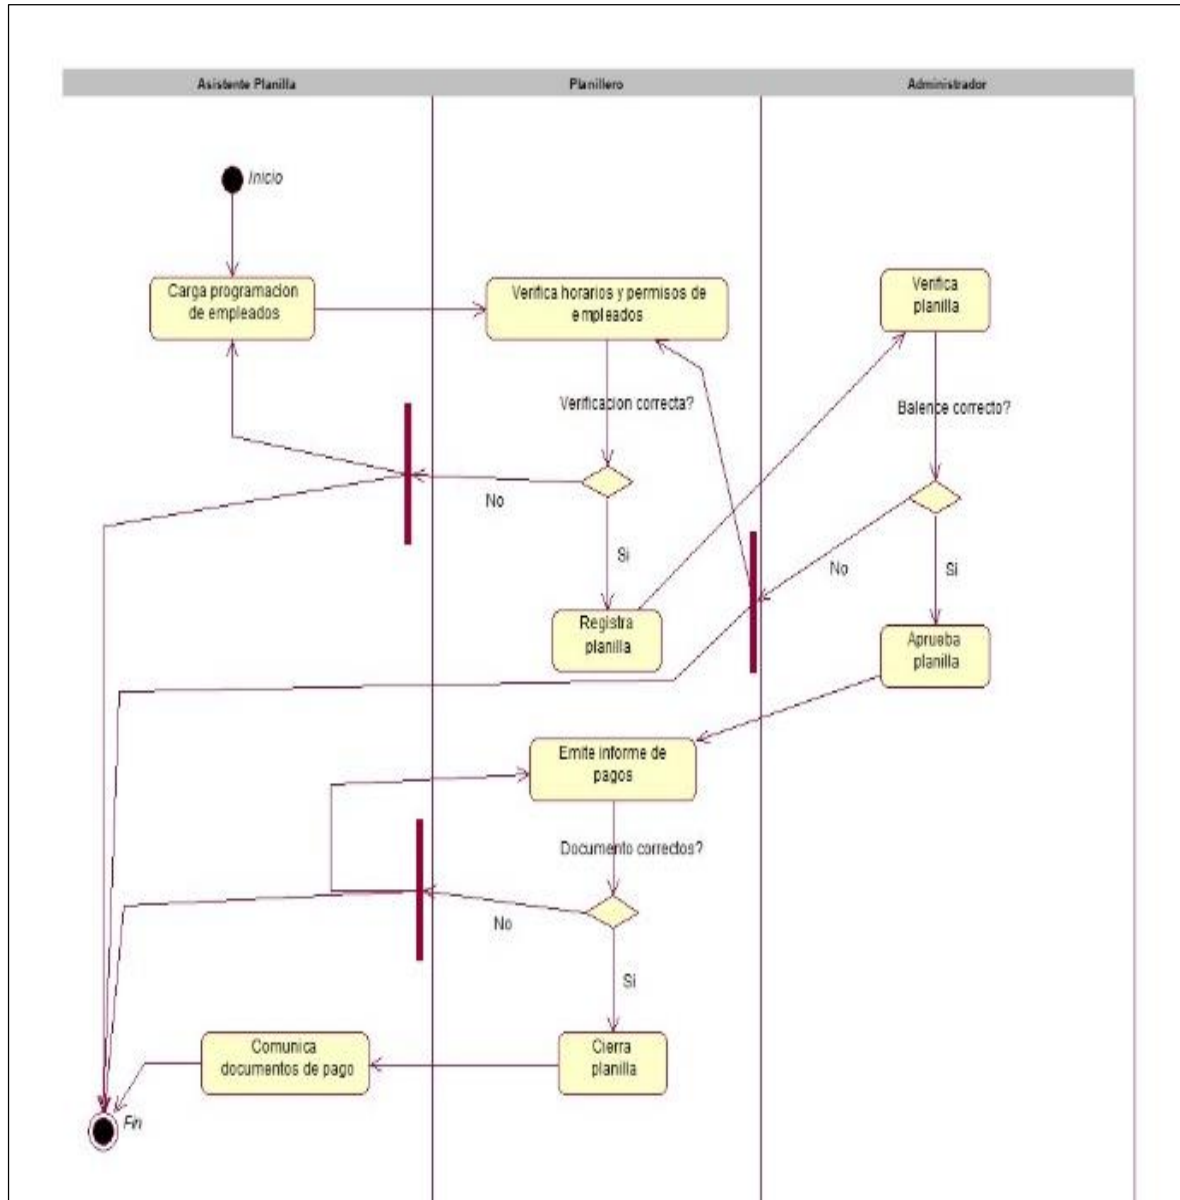 Asistente Planilla
Planillero
Administrador
Inicio
Carga programacion
de empleados
Verifica horarios y permisos de
empleados
Verifica
planilla
Verificacion correcta?
Balence correcto?
No
Si
No
Si
Registra
planilla
Aprueba
planilla
Emite informe de
pagos
Documento correctos?
No
Si
Comunica
documentos de pago
Cierra
planilla
Fin